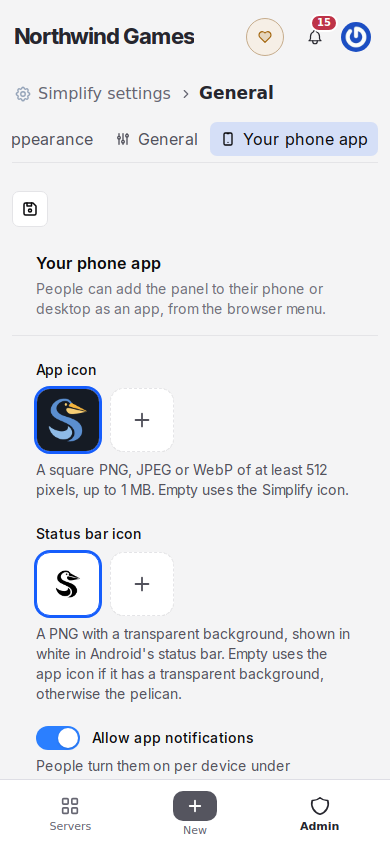 Northwind Games
15
Simplify settings > General
ppearance
General
Your phone app
Your phone app
People can add the panel to their phone or
desktop as an app, from the browser menu.
App icon
A square PNG, JPEG or WebP of at least 512
pixels, up to 1 MB. Empty uses the Simplify icon.
Status bar icon
A PNG with a transparent background, shown in
white in Android's status bar. Empty uses the
app icon if it has a transparent background,
otherwise the pelican.
Allow app notifications
People turn them on per device under
Servers
New
Admin